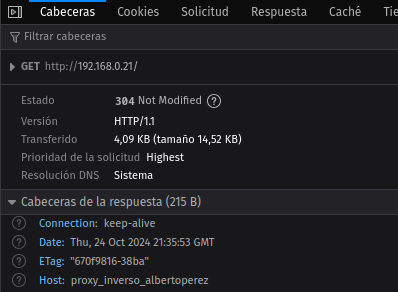 Cabeceras Cookies Solicitud Respuesta Caché
Filtrar cabeceras
GET http://192.168.0.21/
Estado 304 Not Modified ?
Versión HTTP/1.1
Transferido 4,09 KB (tamaño 14,52 KB)
Prioridad de la solicitud Highest
Resolución DNS Sistema
Cabeceras de la respuesta (215 B)
? Connection: keep-alive
? Date: Thu, 24 Oct 2024 21:35:53 GMT
? ETag: "670f9816-38ba"
? Host: proxy_inverso_albertoperez